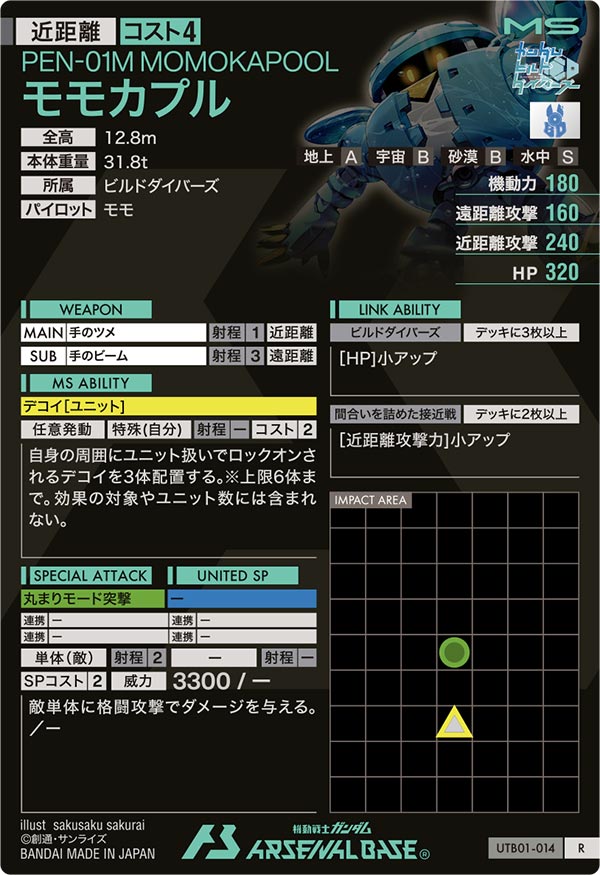 近距離 コスト4
MS
PEN-01M MOMOKAPOOL
モモカプル
ガンダム
ビルド
ダイバーズ
BD
全高 12.8m
本体重量 31.8t
所属 ビルドダイバーズ
パイロット モモ
地上 A 宇宙 B 砂漠 B 水中 S
機動力 180
遠距離攻撃 160
近距離攻撃 240
HP 320
WEAPON
MAIN 手のツメ 射程 1 近距離
SUB 手のビーム 射程 3 遠距離
MS ABILITY
デコイ[ユニット]
任意発動 特殊(自分) 射程 ー コスト 2
自身の周囲にユニット扱いでロックオンさ
れるデコイを3体配置する。※上限6体ま
で。効果の対象やユニット数には含まれ
ない。
LINK ABILITY
ビルドダイバーズ デッキに3枚以上
[HP]小アップ
間合いを詰めた接近戦 デッキに2枚以上
[近距離攻撃力]小アップ
IMPACT AREA
SPECIAL ATTACK UNITED SP
丸まりモード突撃 ー
連携 ー 連携 ー
連携 ー 連携 ー
単体(敵) 射程 2 ー 射程 ー
SPコスト 2 威力 3300 / ー
敵単体に格闘攻撃でダメージを与える。
/ー
illust sakusaku sakurai
©創通・サンライズ
BANDAI MADE IN JAPAN
機動戦士ガンダム
AB ARSENAL BASE ®
UTB01-014 R